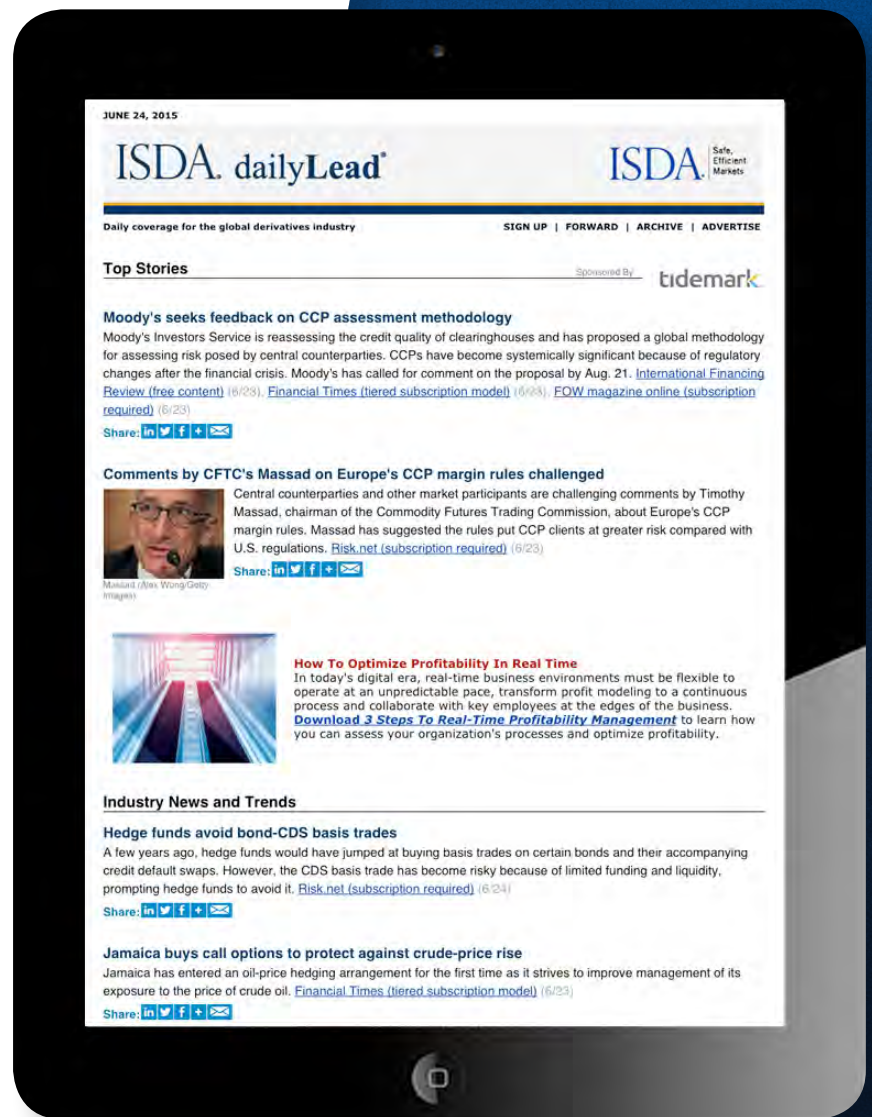 JUNE 24, 2015
ISDA® dailyLead®
ISDA® Safe,
Efficient
Markets
Daily coverage for the global derivatives industry
SIGN UP | FORWARD | ARCHIVE | ADVERTISE
Top Stories
Sponsored By
tidemark
Moody's seeks feedback on CCP assessment methodology
Moody's Investors Service is reassessing the credit quality of clearinghouses and has proposed a global methodology
for assessing risk posed by central counterparties. CCPs have become systemically significant because of regulatory
changes after the financial crisis. Moody's has called for comment on the proposal by Aug. 21. International Financing
Review (free content) (6/23), Financial Times (tiered subscription model) (6/23), FOW magazine online (subscription
required) (6/23)
Share: in f +
Comments by CFTC's Massad on Europe's CCP margin rules challenged
Central counterparties and other market participants are challenging comments by Timothy
Massad, chairman of the Commodity Futures Trading Commission, about Europe's CCP
margin rules. Massad has suggested the rules put CCP clients at greater risk compared with
U.S. regulations. Risk.net (subscription required) (6/23)
Share: in f +
Massad (Alex Wong/Getty
Images)
How To Optimize Profitability In Real Time
In today's digital era, real-time business environments must be flexible to
operate at an unpredictable pace, transform profit modeling to a continuous
process and collaborate with key employees at the edges of the business.
Download 3 Steps To Real-Time Profitability Management to learn how
you can assess your organization's processes and optimize profitability.
Industry News and Trends
Hedge funds avoid bond-CDS basis trades
A few years ago, hedge funds would have jumped at buying basis trades on certain bonds and their accompanying
credit default swaps. However, the CDS basis trade has become risky because of limited funding and liquidity,
prompting hedge funds to avoid it. Risk.net (subscription required) (6/24)
Share: in f +
Jamaica buys call options to protect against crude-price rise
Jamaica has entered an oil-price hedging arrangement for the first time as it strives to improve management of its
exposure to the price of crude oil. Financial Times (tiered subscription model) (6/23)
Share: in f +